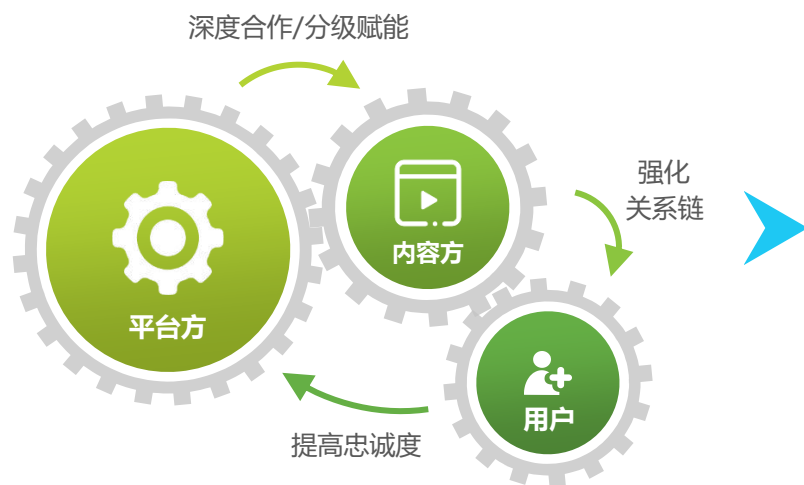 深度合作/分级赋能
强化
关系链
内容方
平台方
用户
提高忠诚度